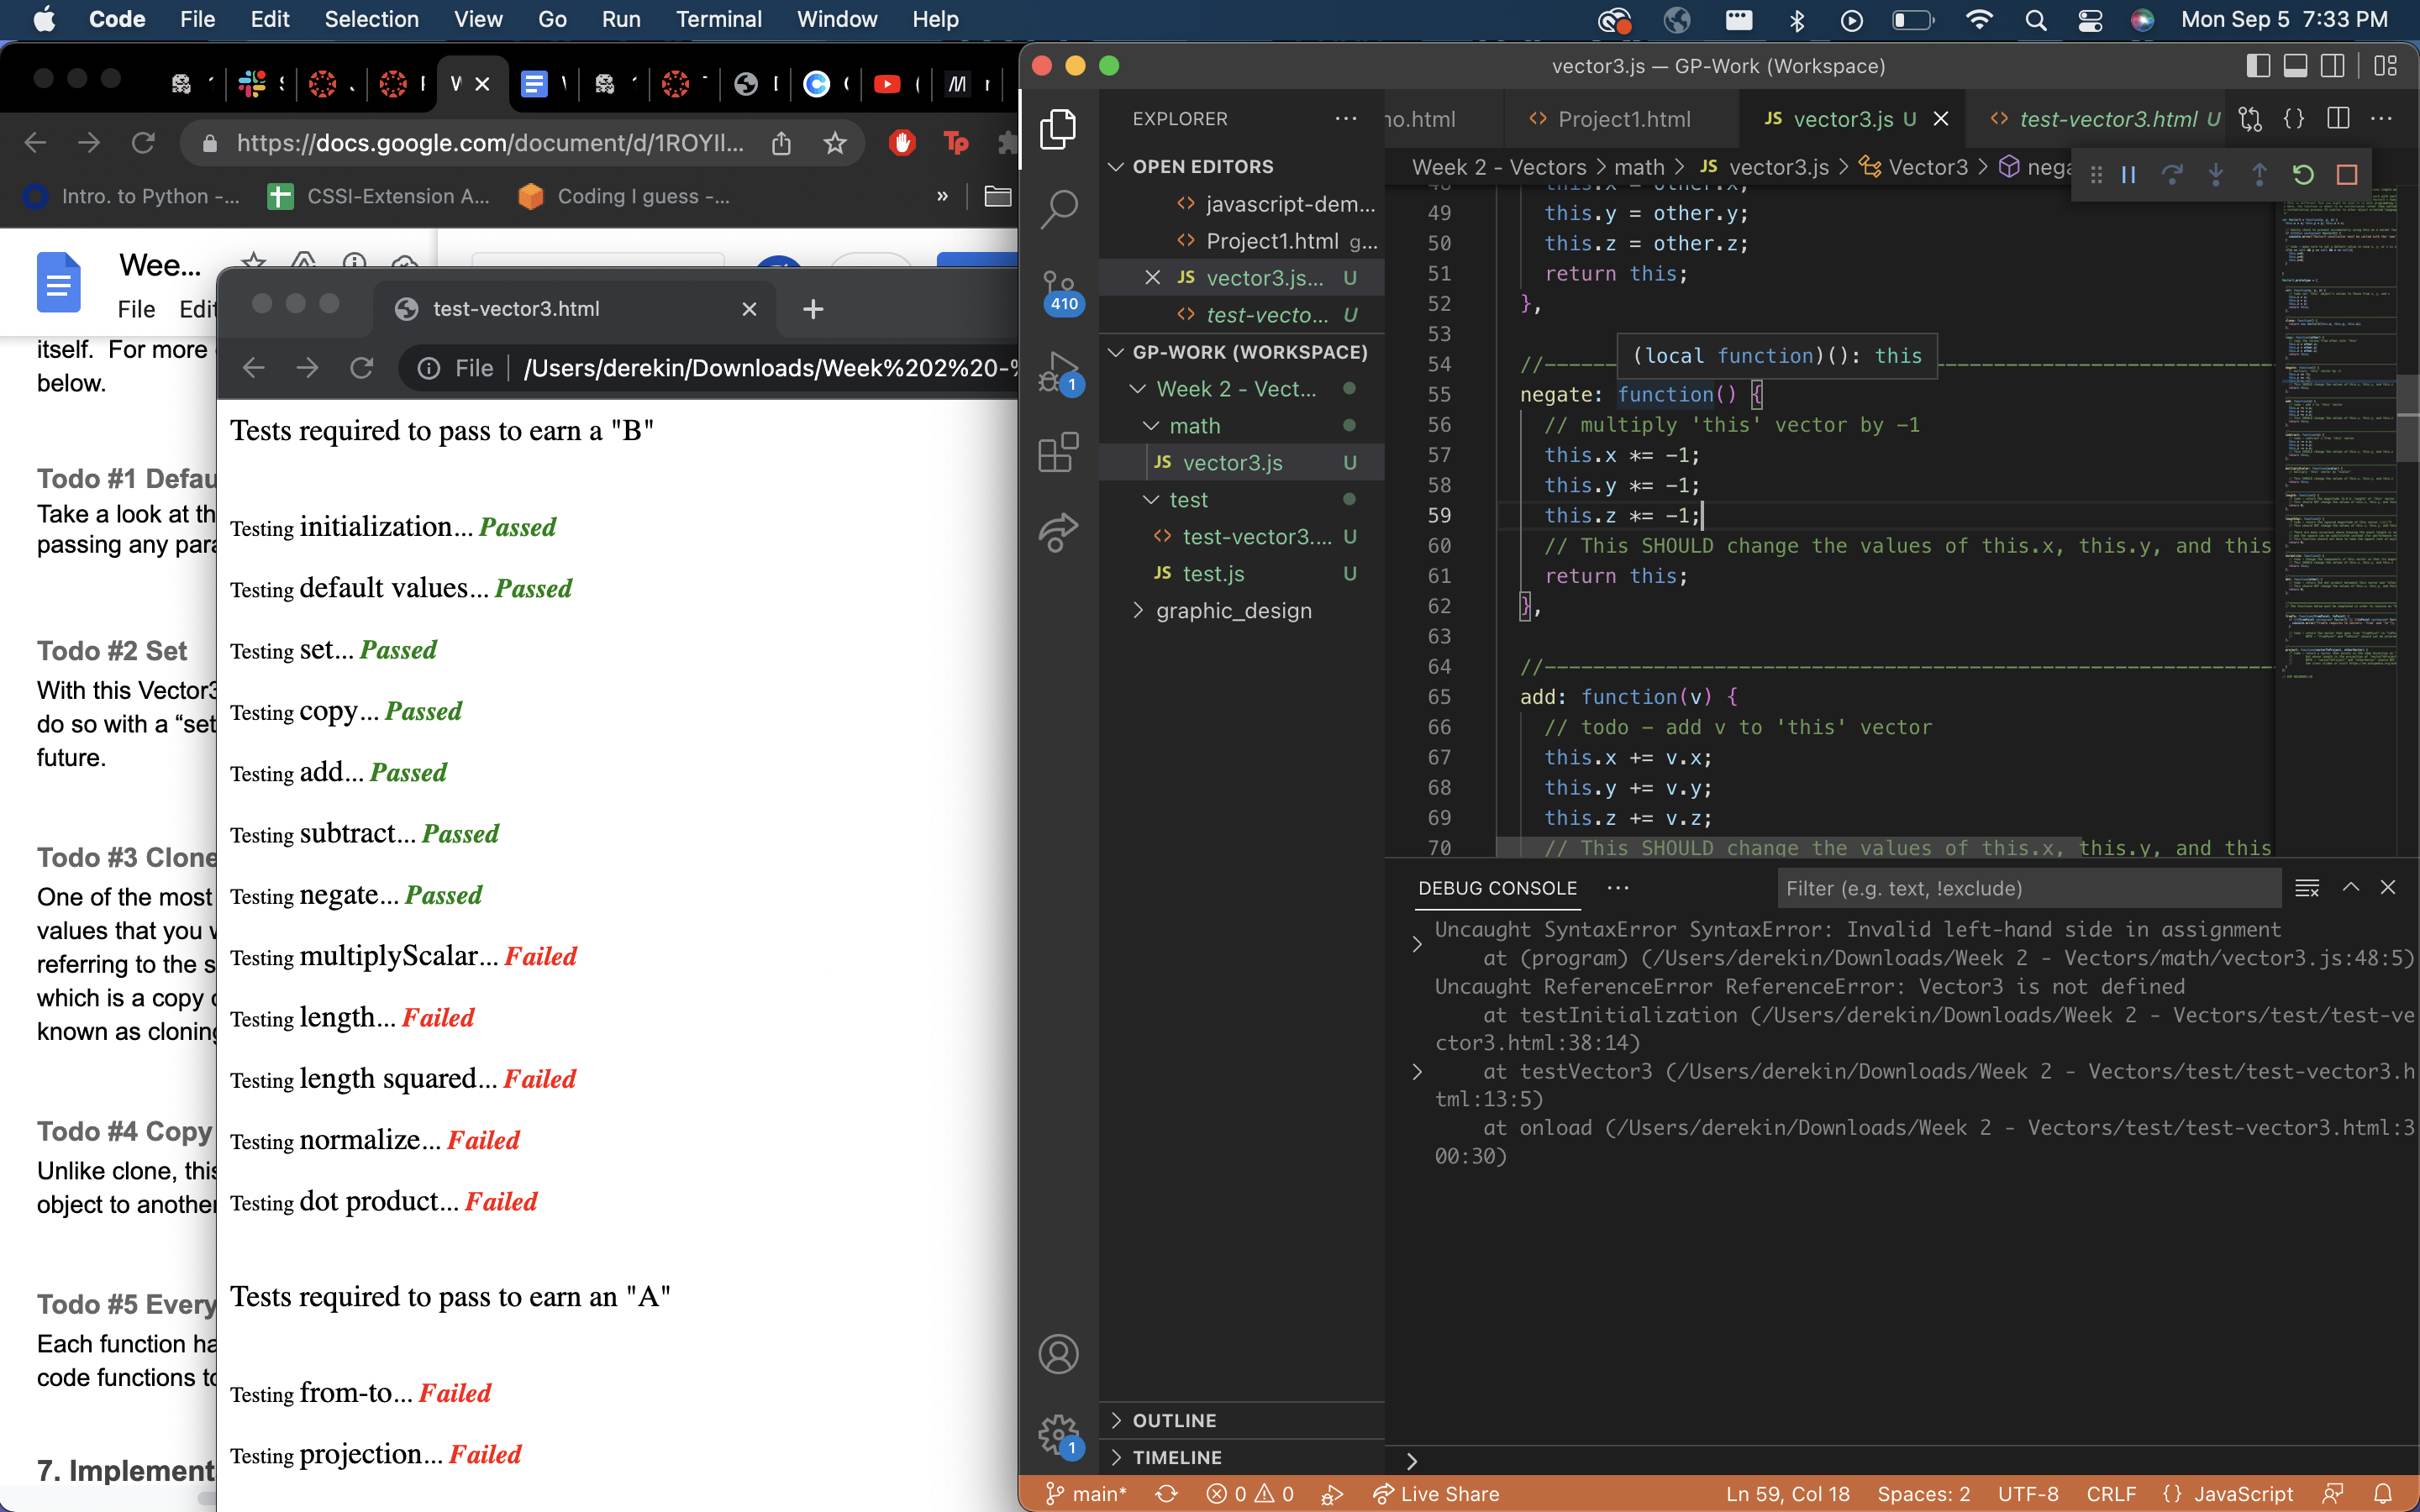 Code File Edit Selection View Go Run Terminal Window Help Mon Sep 5 7:33 PM
https://docs.google.com/document/d/1ROYIl...
Intro. to Python -... CSSI-Extension A... Coding I guess -... »
Wee...
File Edit
itself. For more
below.
Todo #1 Defau
Take a look at th
passing any para
Todo #2 Set
With this Vector3
do so with a “set
future.
Todo #3 Clone
One of the most
values that you
referring to the s
which is a copy
known as cloning
Todo #4 Copy
Unlike clone, this
object to another
Todo #5 Every
Each function ha
code functions to
7. Implement
test-vector3.html
File /Users/derekin/Downloads/Week%202%20-%
Tests required to pass to earn a "B"
Testing initialization... Passed
Testing default values... Passed
Testing set... Passed
Testing copy... Passed
Testing add... Passed
Testing subtract... Passed
Testing negate... Passed
Testing multiplyScalar... Failed
Testing length... Failed
Testing length squared... Failed
Testing normalize... Failed
Testing dot product... Failed
Tests required to pass to earn an "A"
Testing from-to... Failed
Testing projection... Failed
vector3.js — GP-Work (Workspace)
EXPLORER
OPEN EDITORS
javascript-dem...
Project1.html g...
JS vector3.js... U
test-vecto... U
GP-WORK (WORKSPACE)
Week 2 - Vect...
math
JS vector3.js U
test
test-vector3.... U
JS test.js U
graphic_design
OUTLINE
TIMELINE
410
1
1
mo.html Project1.html JS vector3.js U test-vector3.html U
Week 2 - Vectors > math > JS vector3.js > Vector3 > nega
48 this.x = other.x;
49 this.y = other.y;
50 this.z = other.z;
51 return this;
52 },
53
(local function)(): this
54 //
55 negate: function() {
56 // multiply 'this' vector by -1
57 this.x *= -1;
58 this.y *= -1;
59 this.z *= -1;
60 // This SHOULD change the values of this.x, this.y, and this
61 return this;
62 },
63
64 //
65 add: function(v) {
66 // todo - add v to 'this' vector
67 this.x += v.x;
68 this.y += v.y;
69 this.z += v.z;
70 // This SHOULD change the values of this.x, this.y, and this
DEBUG CONSOLE Filter (e.g. text, !exclude)
Uncaught SyntaxError SyntaxError: Invalid left-hand side in assignment
at (program) (/Users/derekin/Downloads/Week 2 - Vectors/math/vector3.js:48:5)
Uncaught ReferenceError ReferenceError: Vector3 is not defined
at testInitialization (/Users/derekin/Downloads/Week 2 - Vectors/test/test-ve
ctor3.html:38:14)
at testVector3 (/Users/derekin/Downloads/Week 2 - Vectors/test/test-vector3.h
tml:13:5)
at onload (/Users/derekin/Downloads/Week 2 - Vectors/test/test-vector3.html:3
00:30)
main* 0 0 Live Share Ln 59, Col 18 Spaces: 2 UTF-8 CRLF {} JavaScript